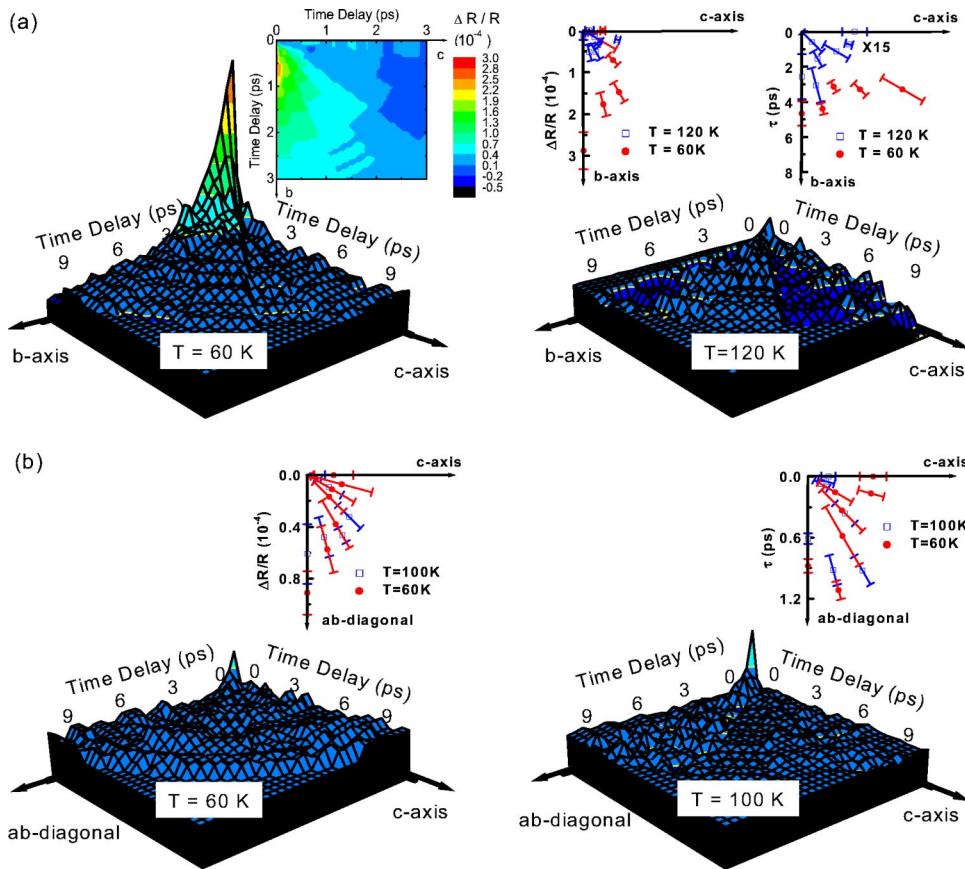 (a)
Time Delay (ps)
0 1 2 3
c
0
1
2
3
Time Delay (ps)
b
Δ R / R
(10⁻⁴)
3.0
2.6
2.2
1.9
1.5
1.1
0.7
0.4
0.1
-0.2
-0.5
Time Delay (ps)
9 6 3
Time Delay (ps)
3 6 9
b-axis
T = 60 K
c-axis
c-axis
0
1
2
3
ΔR/R (10⁻⁴)
T = 120 K
T = 60K
b-axis
c-axis
X15
0
2
4
6
8
τ (ps)
T = 120 K
T = 60 K
b-axis
Time Delay (ps)
9 6 3 0
Time Delay (ps)
0 3 6 9
b-axis
T=120 K
c-axis
(b)
c-axis
0.0
0.4
0.8
ΔR/R (10⁻⁴)
T=100K
T=60K
ab-diagonal
Time Delay (ps)
9 6 3 0
Time Delay (ps)
0 3 6 9
ab-diagonal
T = 60 K
c-axis
c-axis
0.0
0.6
1.2
τ (ps)
T=100K
T=60K
ab-diagonal
Time Delay (ps)
9 6 3 0
Time Delay (ps)
0 3 6 9
ab-diagonal
T = 100 K
c-axis